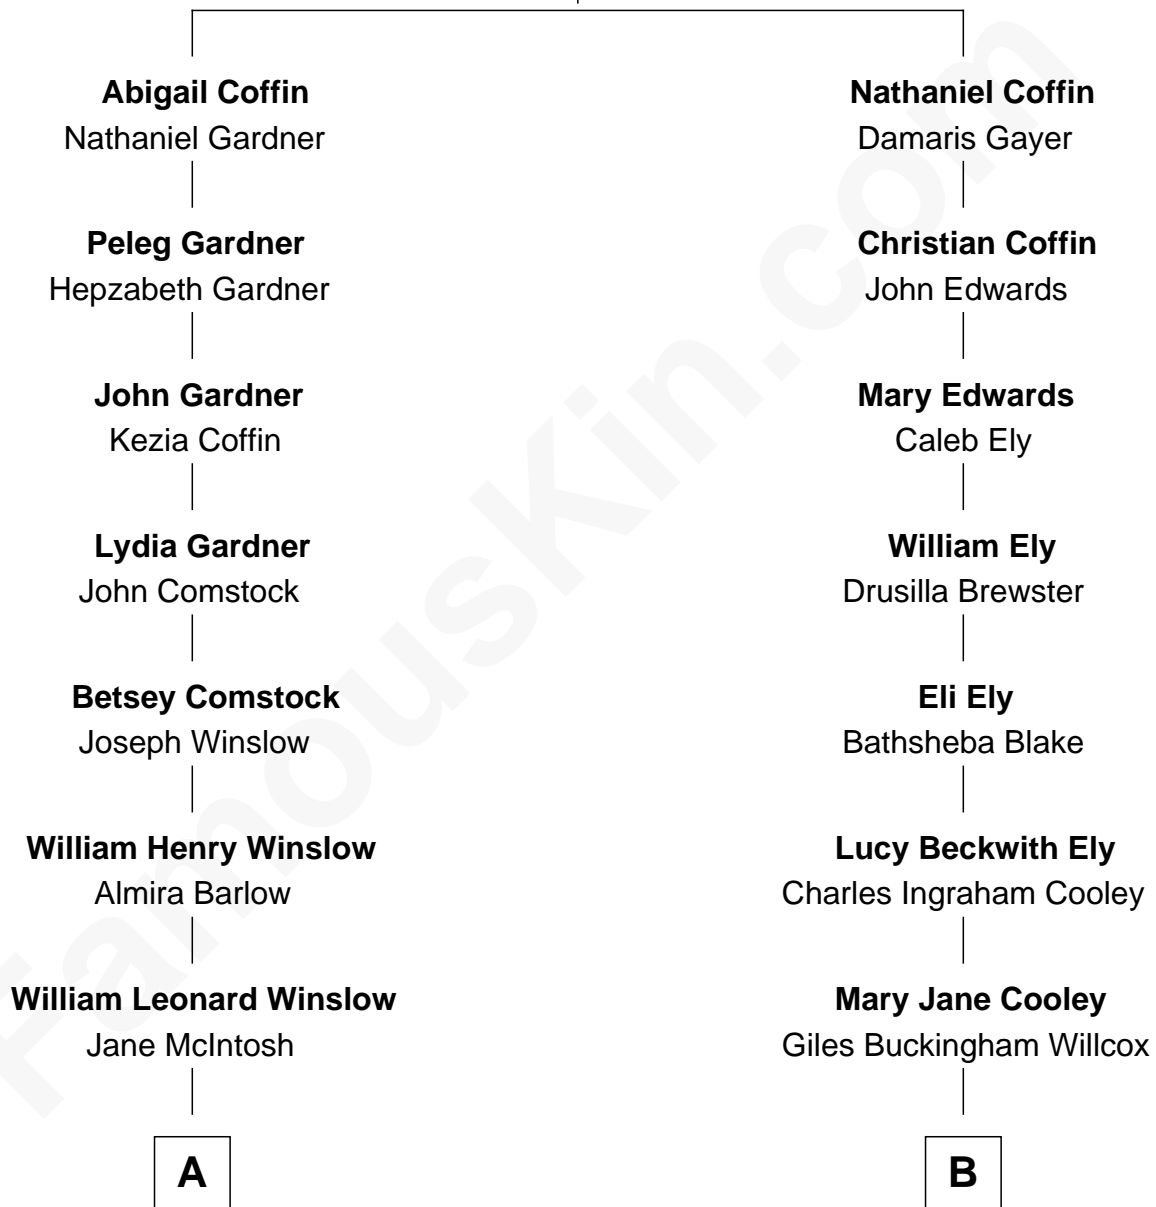 Abigail Coffin
Nathaniel Gardner
Nathaniel Coffin
Damaris Gayer
Peleg Gardner
Hepzabeth Gardner
Christian Coffin
John Edwards
John Gardner
Kezia Coffin
Mary Edwards
Caleb Ely
Lydia Gardner
John Comstock
William Ely
Drusilla Brewster
Betsey Comstock
Joseph Winslow
Eli Ely
Bathsheba Blake
William Henry Winslow
Almira Barlow
Lucy Beckwith Ely
Charles Ingraham Cooley
William Leonard Winslow
Jane McIntosh
Mary Jane Cooley
Giles Buckingham Willcox
A
B
FamousKin.com